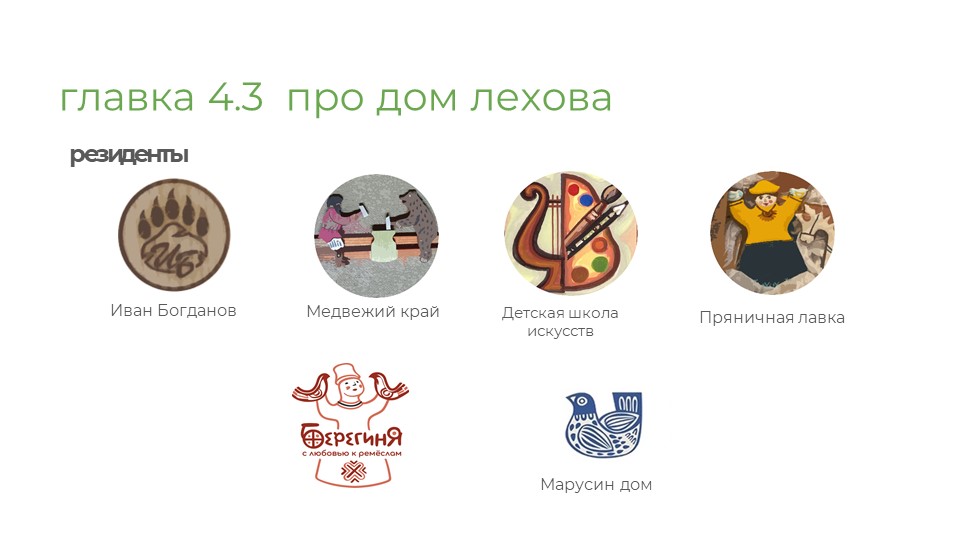 главка 4.3 про дом лехова
резиденты
ИБ
Иван Богданов
Медвежий край
Детская школа
искусств
Пряничная лавка
БерегинЯ
с любовью к ремёслам
Марусин дом